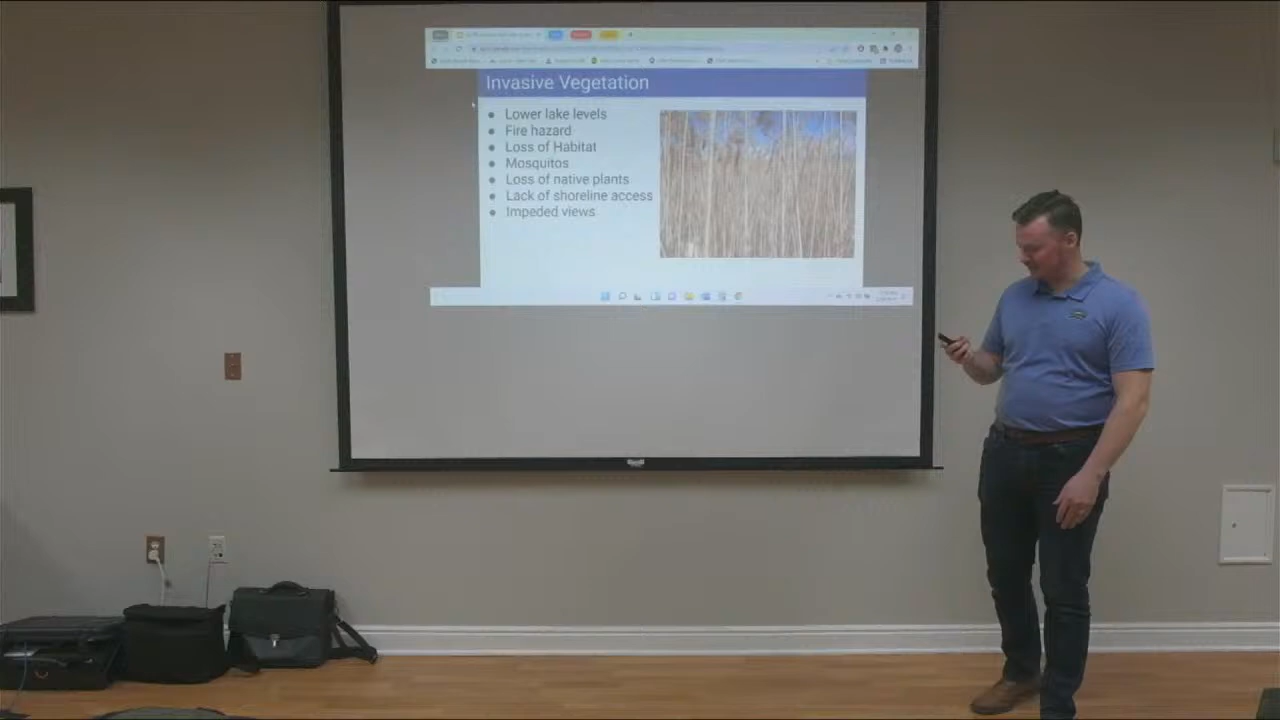 Invasive Vegetation
● Lower lake levels
● Fire hazard
● Loss of Habitat
● Mosquitos
● Loss of native plants
● Lack of shoreline access
● Impeded views